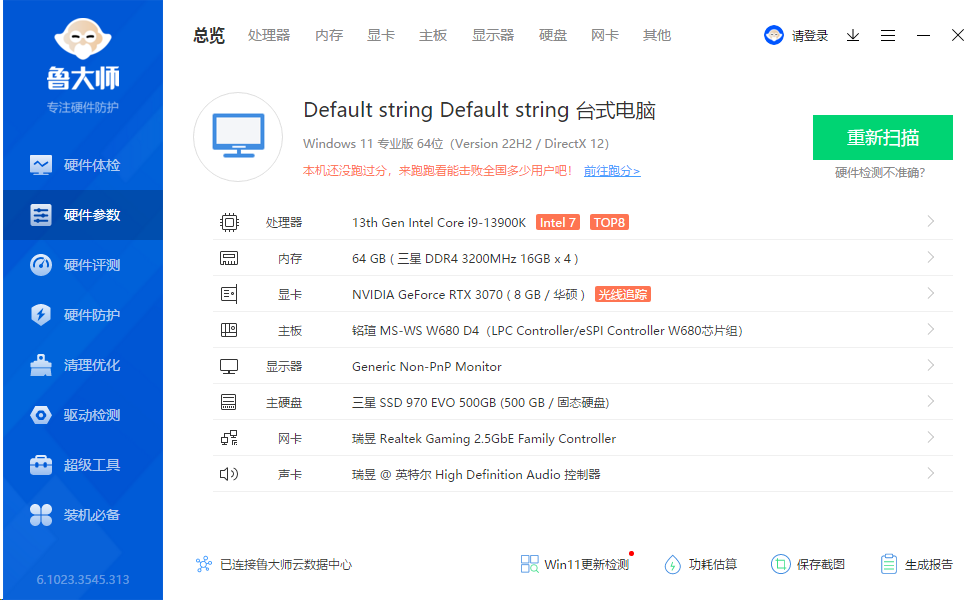 鲁大师
专注硬件防护
硬件体检
硬件参数
硬件评测
硬件防护
清理优化
驱动检测
超级工具
装机必备
6.1023.3545.313
总览 处理器 内存 显卡 主板 显示器 硬盘 网卡 其他 请登录
Default string Default string 台式电脑
Windows 11 专业版 64位（Version 22H2 / DirectX 12）
本机还没跑过分，来跑跑看能击败全国多少用户吧！ 前往跑分>
重新扫描
硬件检测不准确?
处理器 13th Gen Intel Core i9-13900K Intel 7 TOP8
内存 64 GB ( 三星 DDR4 3200MHz 16GB x 4 )
显卡 NVIDIA GeForce RTX 3070 ( 8 GB / 华硕 ) 光线追踪
主板 铭瑄 MS-WS W680 D4（LPC Controller/eSPI Controller W680芯片组）
显示器 Generic Non-PnP Monitor
主硬盘 三星 SSD 970 EVO 500GB (500 GB / 固态硬盘)
网卡 瑞昱 Realtek Gaming 2.5GbE Family Controller
声卡 瑞昱 @ 英特尔 High Definition Audio 控制器
已连接鲁大师云数据中心 Win11更新检测 功耗估算 保存截图 生成报告